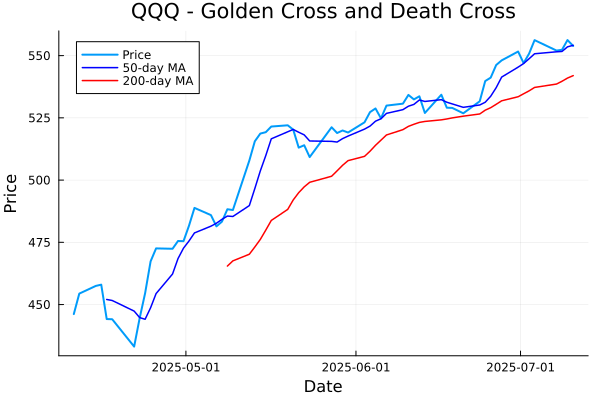 QQQ - Golden Cross and Death Cross
Price
50-day MA
200-day MA
550
525
500
475
450
Price
2025-05-01
2025-06-01
2025-07-01
Date